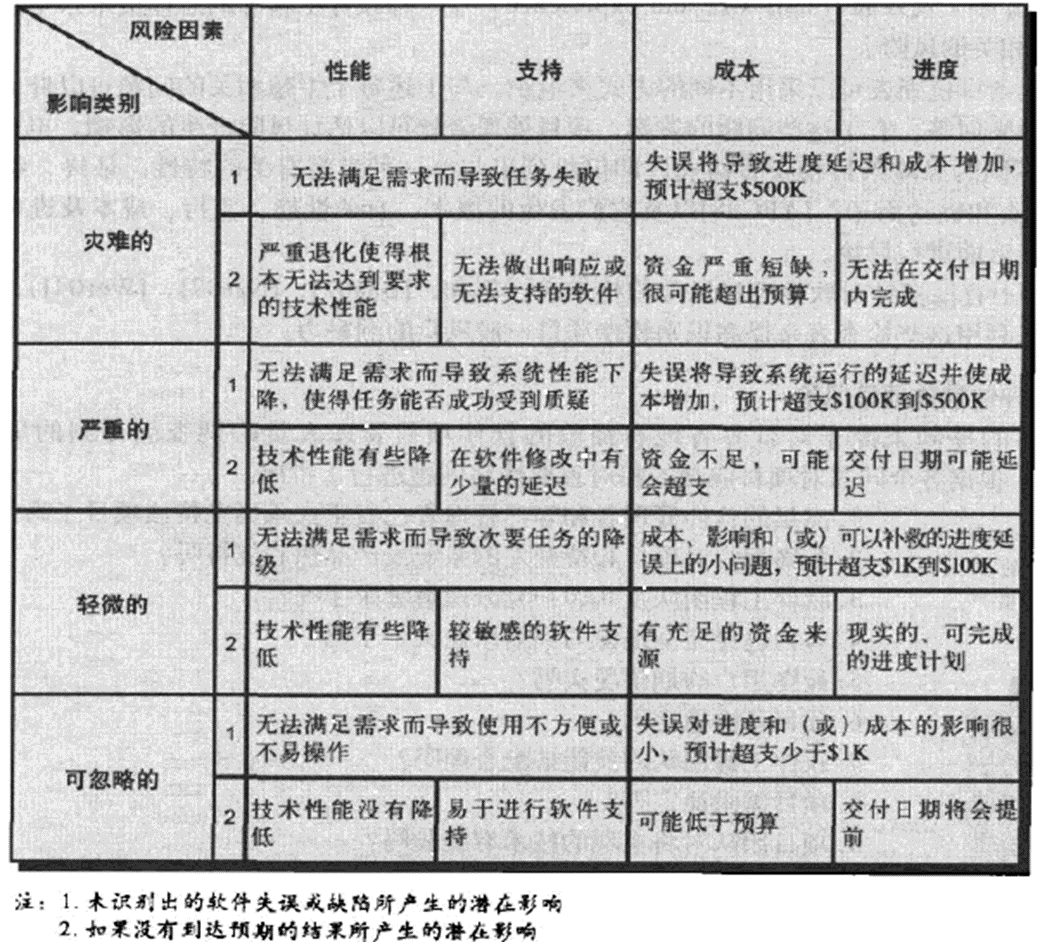 风险因素
影响类别
性能 支持 成本 进度
灾难的
1 无法满足需求而导致任务失败
失误将导致进度延迟和成本增加，
预计超支$500K
2 严重退化使得根
本无法达到要求
的技术性能
无法做出响应或
无法支持的软件
资金严重短缺，
很可能超出预算
无法在交付日期
内完成
严重的
1 无法满足需求而导致系统性能下
降，使得任务能否成功受到质疑
失误将导致系统运行的延迟并使成
本增加，预计超支$100K到$500K
2 技术性能有些降
低
在软件修改中有
少量的延迟
资金不足，可能
会超支
交付日期可能延
迟
轻微的
1 无法满足需求而导致次要任务的降
级
成本、影响和（或）可以补救的进度延
误上的小问题，预计超支$1K到$100K
2 技术性能有些降
低
较敏感的软件支
持
有充足的资金来
源
现实的、可完成
的进度计划
可忽略的
1 无法满足需求而导致使用不方便或
不易操作
失误对进度和（或）成本的影响很
小，预计超支少于$1K
2 技术性能没有降
低
易于进行软件支
持
可能低于预算
交付日期将会提
前
注：1. 未识别出的软件失误或缺陷所产生的潜在影响
2. 如果没有到达预期的结果所产生的潜在影响